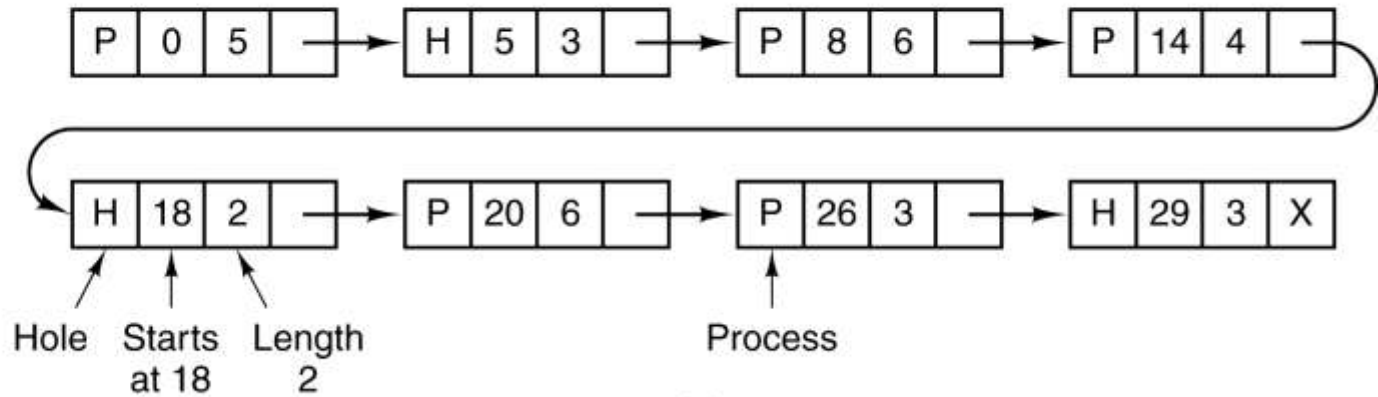 P 0 5 H 5 3 P 8 6 P 14 4
H 18 2 P 20 6 P 26 3 H 29 3 X
Hole Starts Length Process
at 18 2